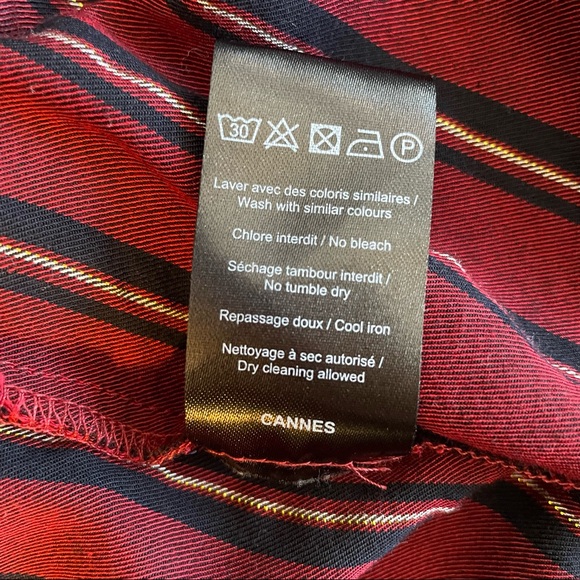 30 P
Laver avec des coloris similaires /
Wash with similar colours
Chlore interdit / No bleach
Séchage tambour interdit /
No tumble dry
Repassage doux / Cool iron
Nettoyage à sec autorisé /
Dry cleaning allowed
CANNES